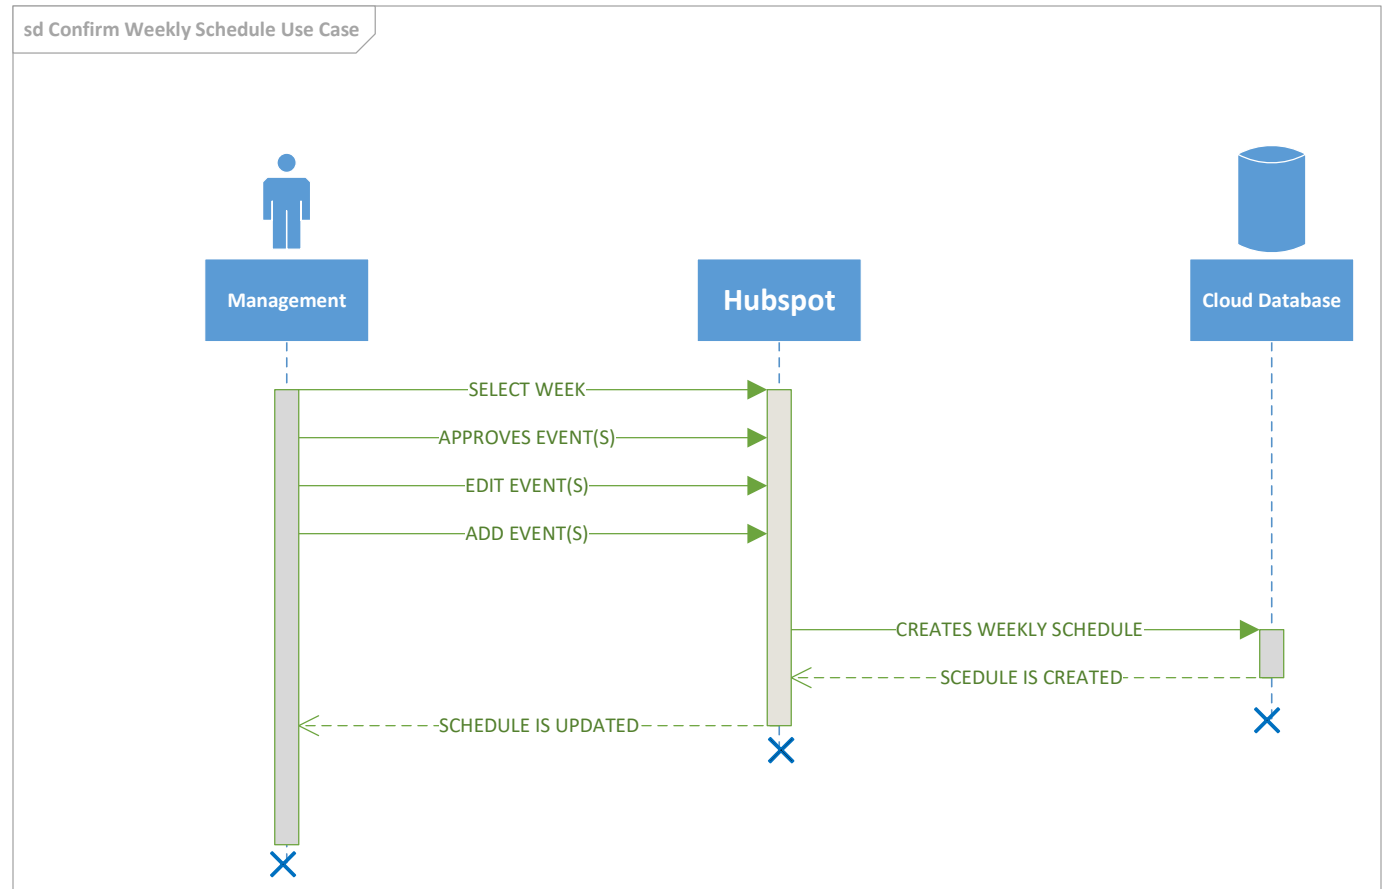 sd Confirm Weekly Schedule Use Case
Management
Hubspot
Cloud Database
SELECT WEEK
APPROVES EVENT(S)
EDIT EVENT(S)
ADD EVENT(S)
CREATES WEEKLY SCHEDULE
SCEDULE IS CREATED
SCHEDULE IS UPDATED